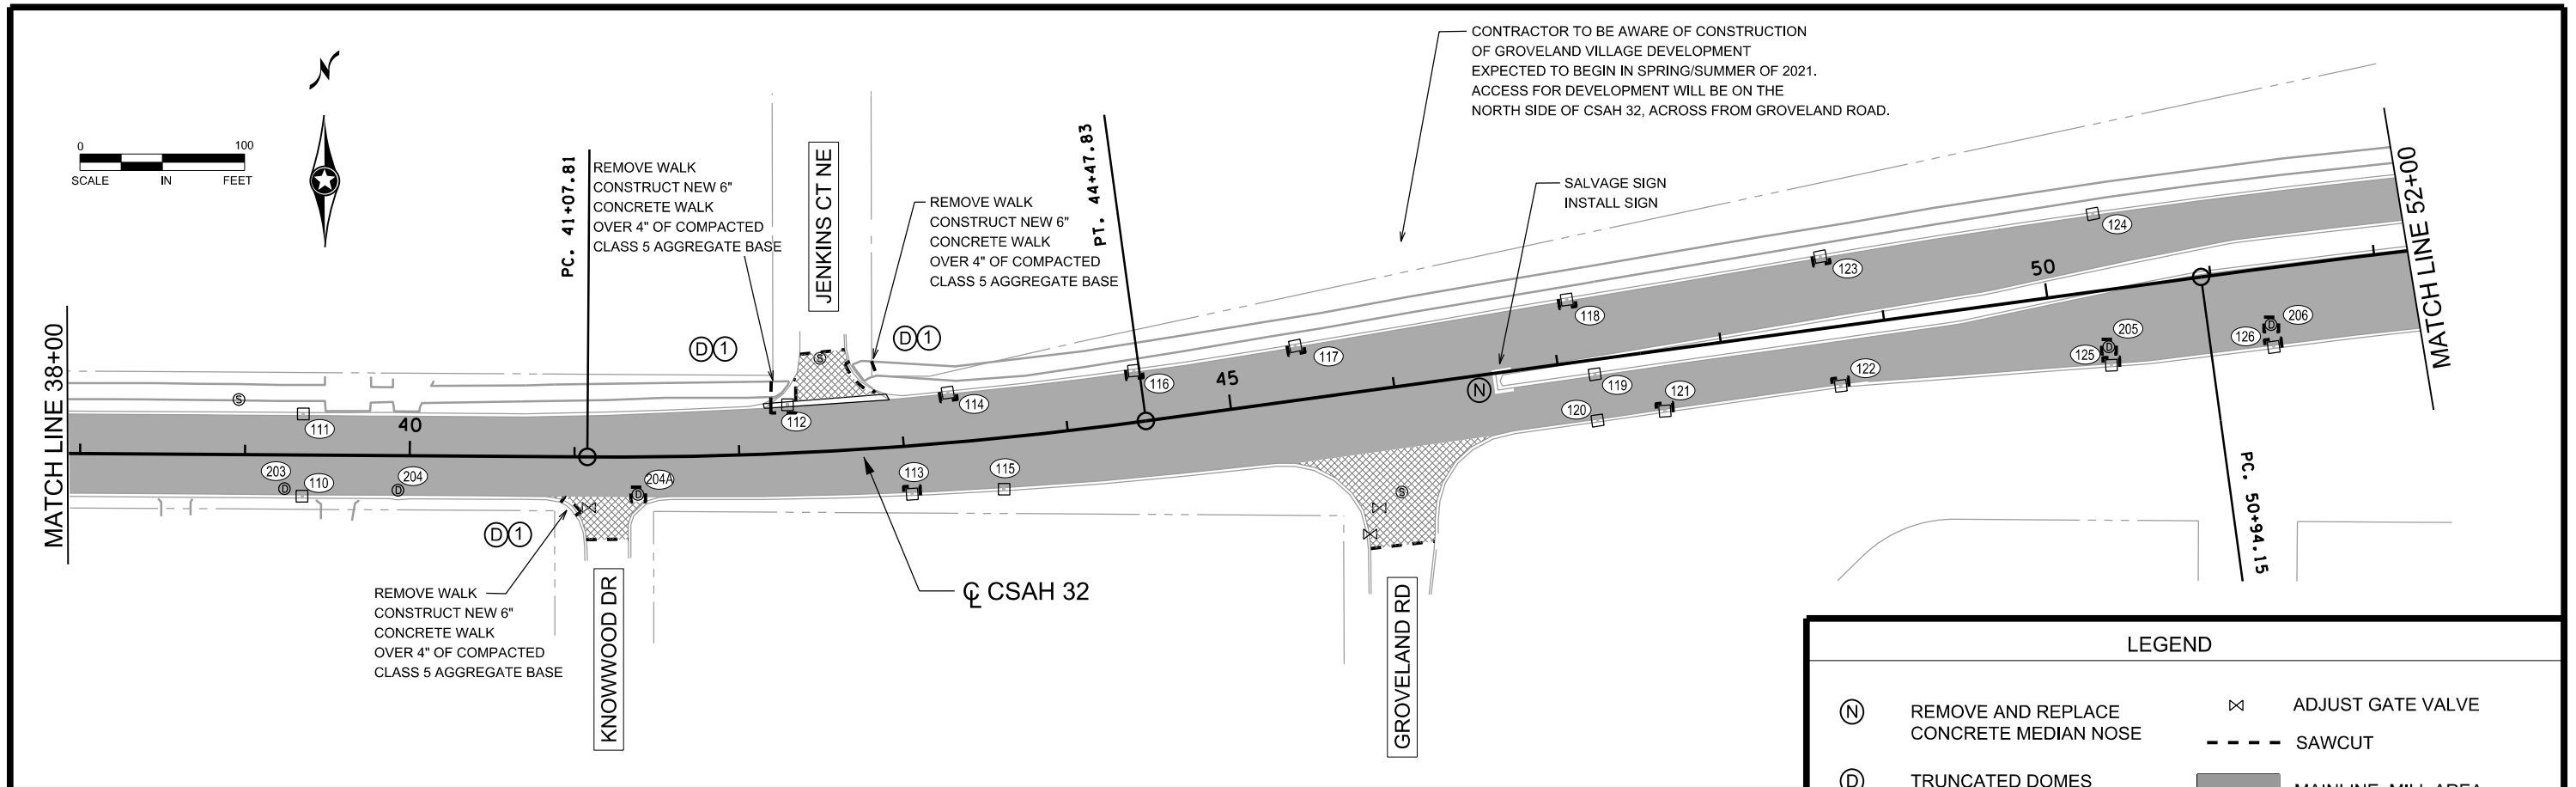 CONTRACTOR TO BE AWARE OF CONSTRUCTION
OF GROVELAND VILLAGE DEVELOPMENT
EXPECTED TO BEGIN IN SPRING/SUMMER OF 2021.
ACCESS FOR DEVELOPMENT WILL BE ON THE
NORTH SIDE OF CSAH 32, ACROSS FROM GROVELAND ROAD.
N
0 100
SCALE IN FEET
PC. 41+07.81
REMOVE WALK
CONSTRUCT NEW 6"
CONCRETE WALK
OVER 4" OF COMPACTED
CLASS 5 AGGREGATE BASE
JENKINS CT NE
REMOVE WALK
CONSTRUCT NEW 6"
CONCRETE WALK
OVER 4" OF COMPACTED
CLASS 5 AGGREGATE BASE
PT. 44+47.83
SALVAGE SIGN
INSTALL SIGN
MATCH LINE 52+00
MATCH LINE 38+00
D 1
D 1
S
S
124
123
118
117
116
114
112
111
40
45
50
N
119
120
121
122
125
205
126
206
D
D
203
D
110
D
204
D
204A
113
115
S
D 1
REMOVE WALK
CONSTRUCT NEW 6"
CONCRETE WALK
OVER 4" OF COMPACTED
CLASS 5 AGGREGATE BASE
KNOWWOOD DR
℄ CSAH 32
GROVELAND RD
PC. 50+94.15
LEGEND
N REMOVE AND REPLACE
CONCRETE MEDIAN NOSE
ADJUST GATE VALVE
SAWCUT
D TRUNCATED DOMES
MAINLINE MILL AREA